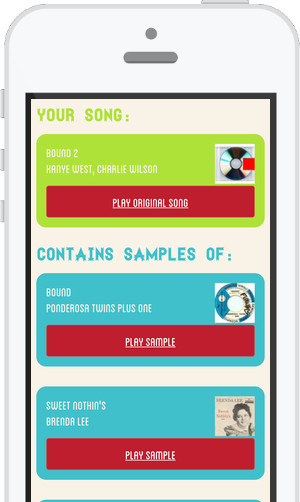 YOUR SONG:
BOUND 2
KANYE WEST, CHARLIE WILSON
PLAY ORIGINAL SONG
CONTAINS SAMPLES OF:
BOUND
PONDEROSA TWINS PLUS ONE
PLAY SAMPLE
SWEET NOTHIN'S
BRENDA LEE
BRENDA LEE
PLAY SAMPLE